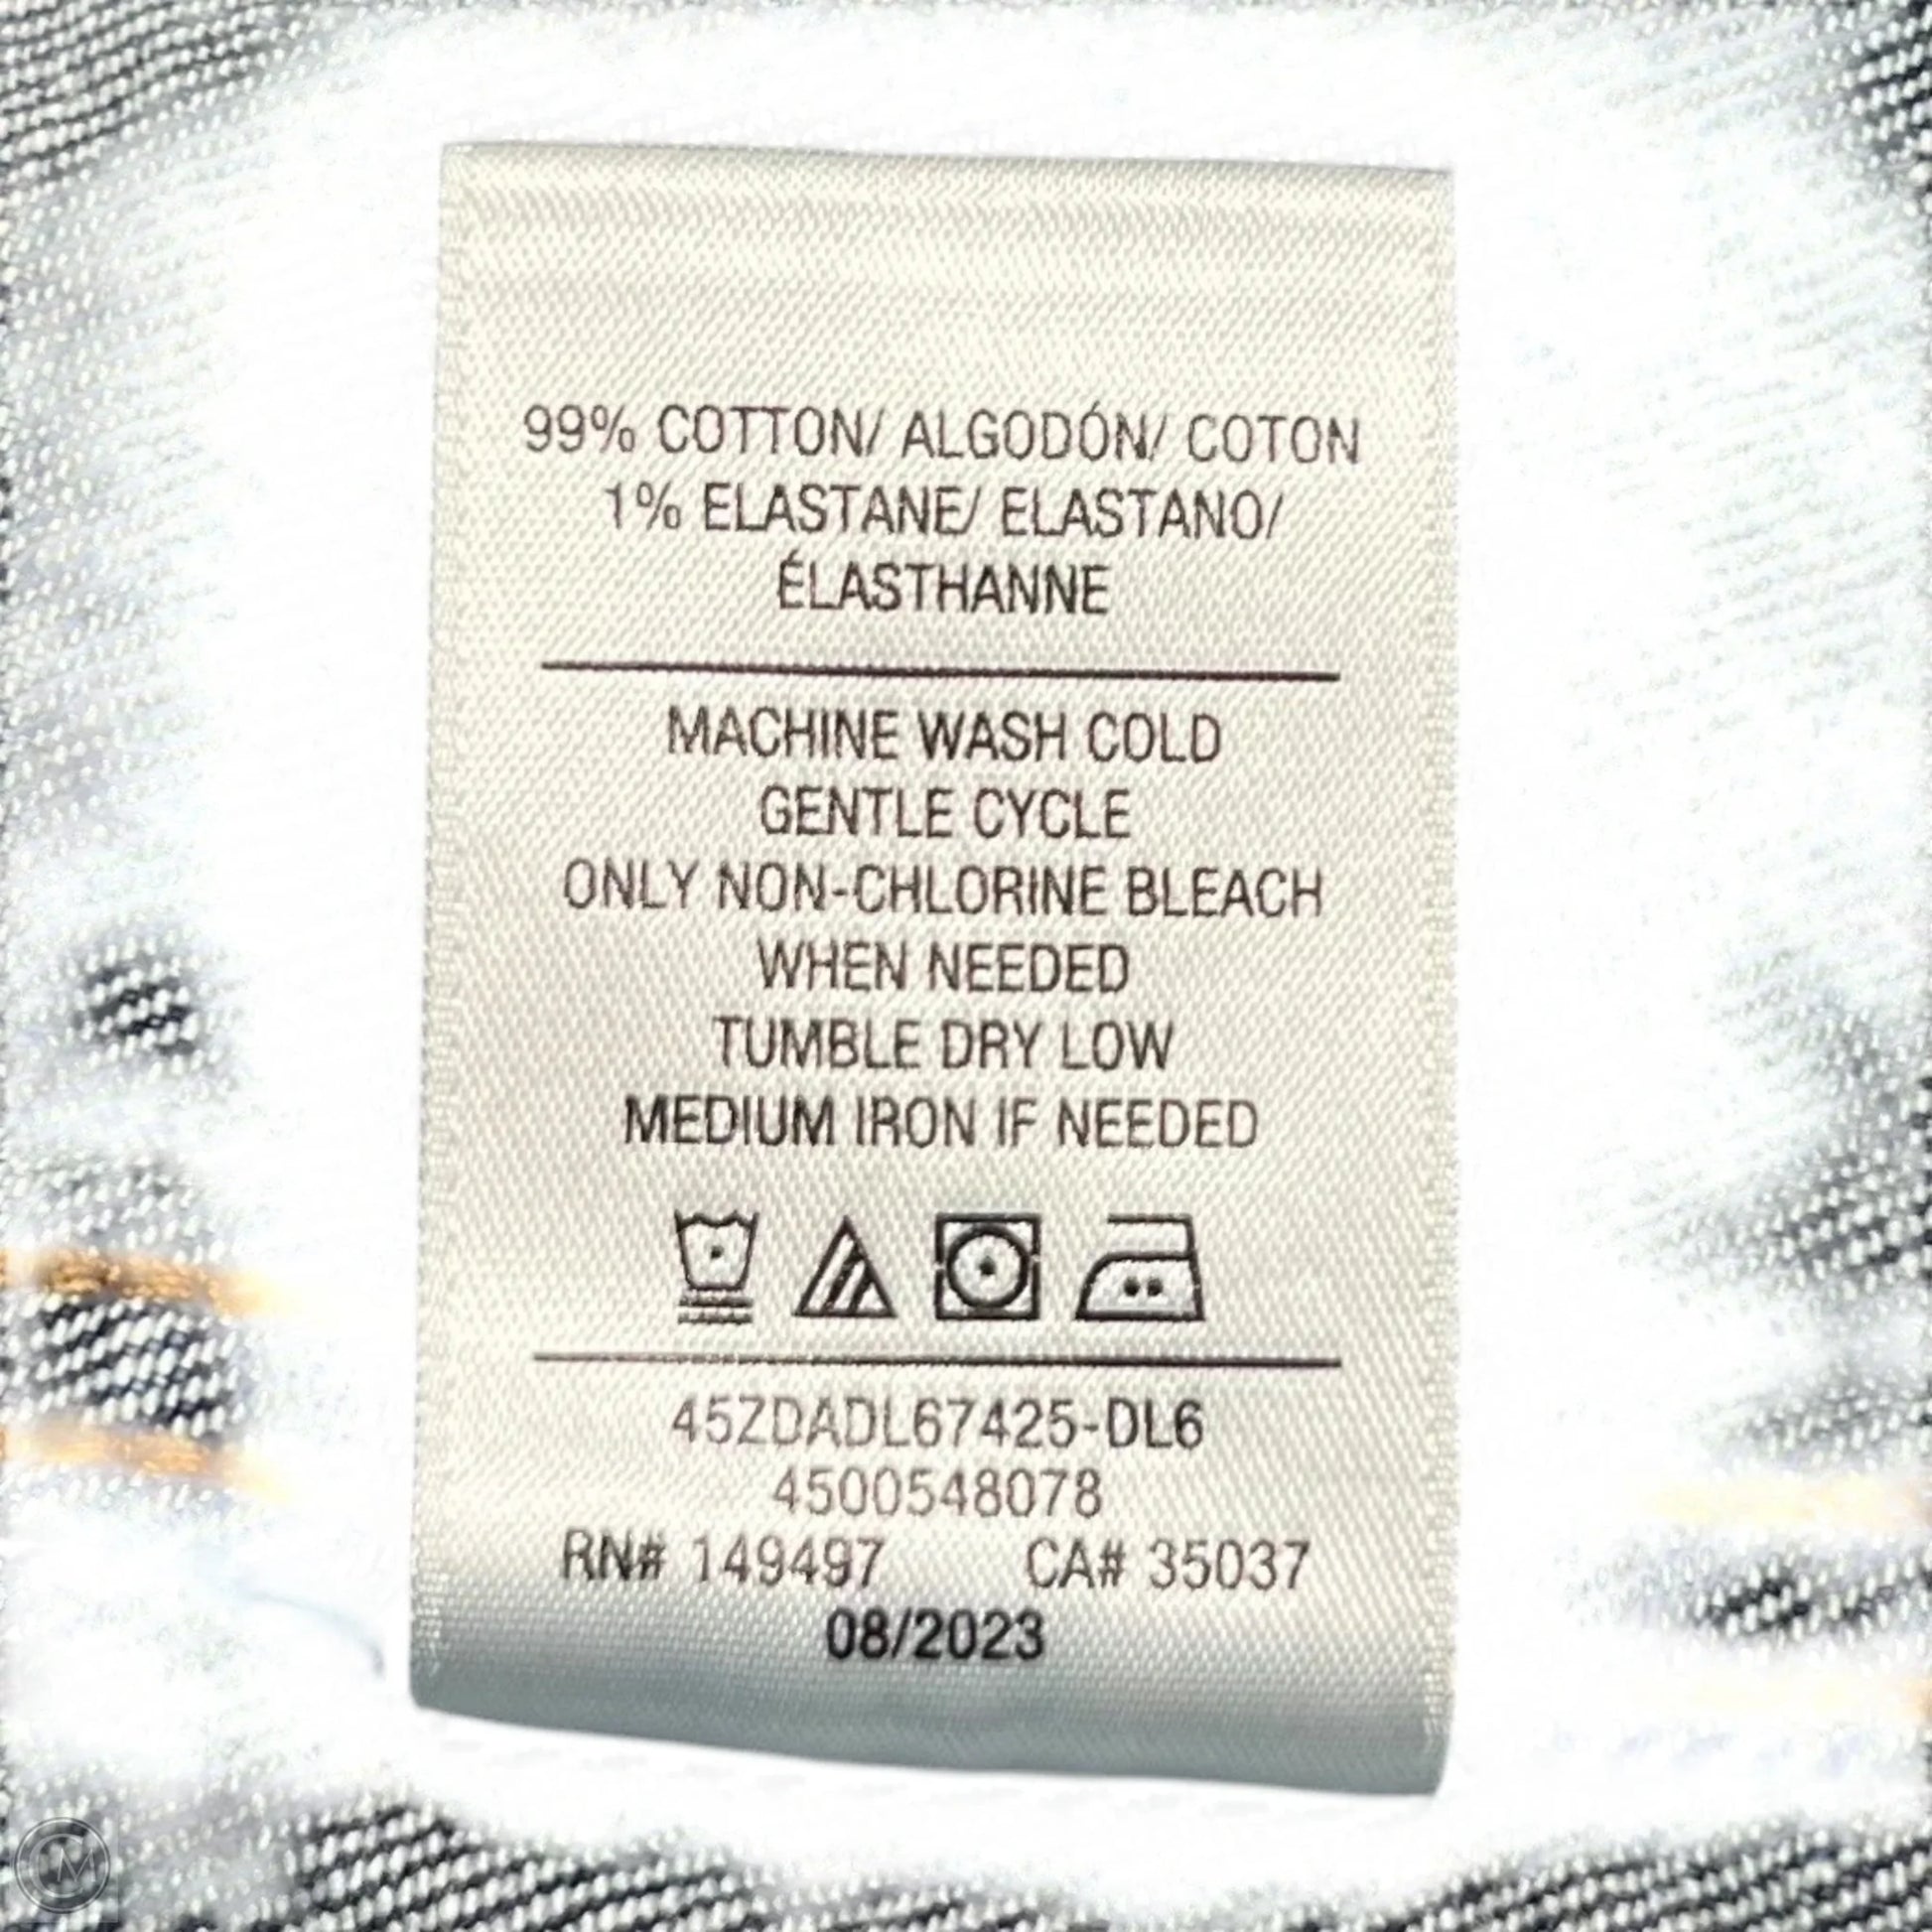 99% COTTON/ ALGODÓN/ COTON
1% ELASTANE/ ELASTANO/
ÉLASTHANNE
MACHINE WASH COLD
GENTLE CYCLE
ONLY NON-CHLORINE BLEACH
WHEN NEEDED
TUMBLE DRY LOW
MEDIUM IRON IF NEEDED
45ZDADL67425-DL6
4500548078
RN# 149497 CA# 35037
08/2023